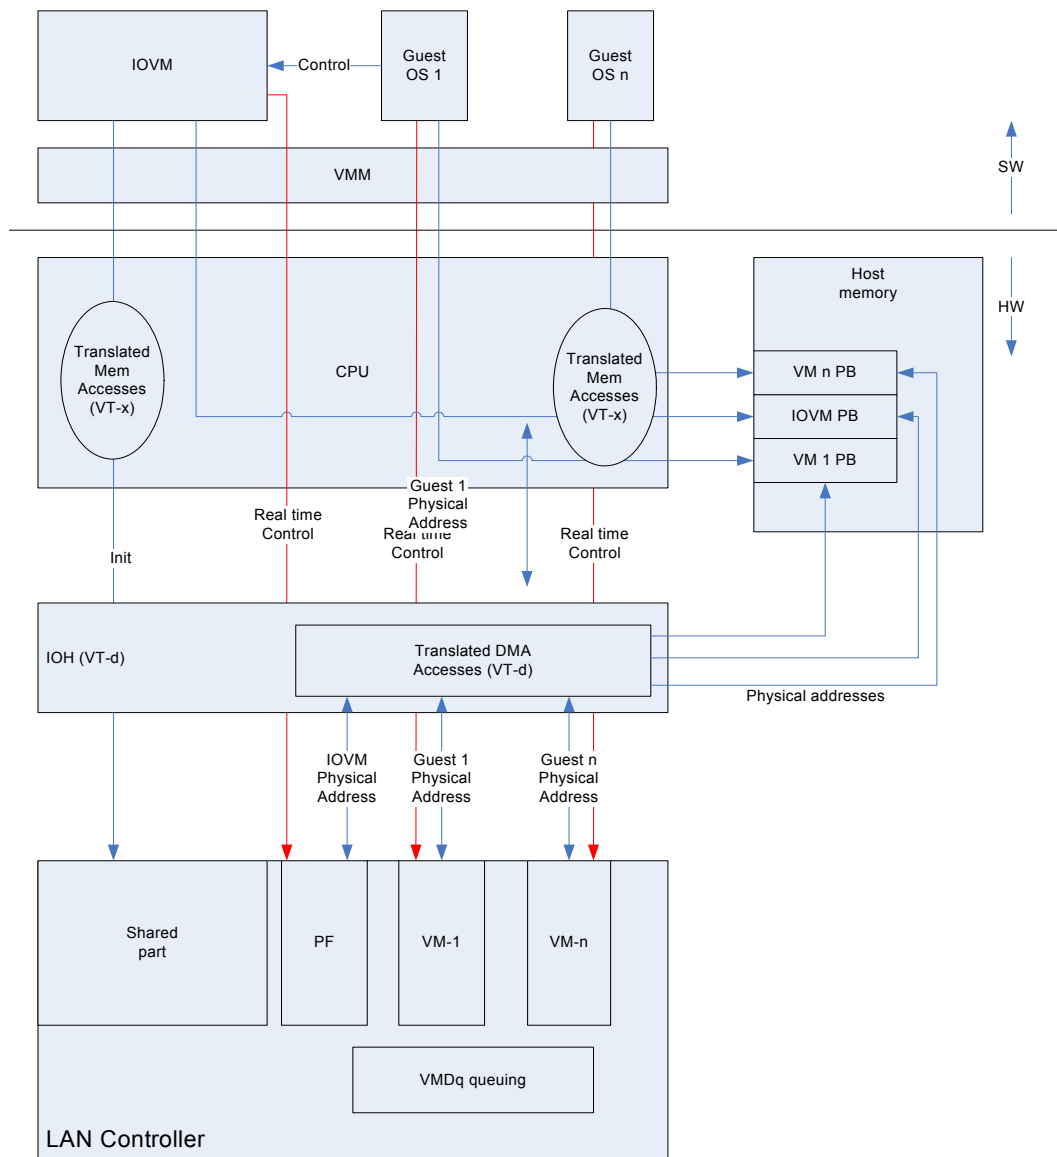 IOVM
Control
Guest
OS 1
Guest
OS n
VMM
SW
HW
Host
memory
Translated
Mem
Accesses
(VT-x)
CPU
Translated
Mem
Accesses
(VT-x)
VM n PB
IOVM PB
VM 1 PB
Guest 1
Physical
Address
Real time
Control
Real time
Control
Real time
Control
Init
IOH (VT-d)
Translated DMA
Accesses (VT-d)
Physical addresses
IOVM
Physical
Address
Guest 1
Physical
Address
Guest n
Physical
Address
Shared
part
PF
VM-1
VM-n
VMDq queuing
LAN Controller